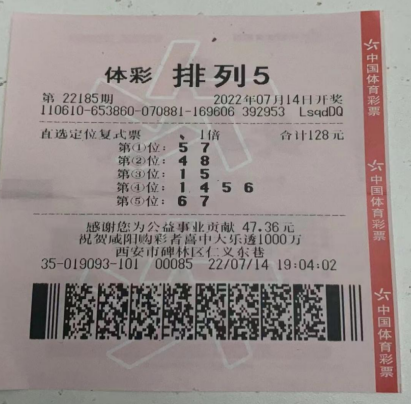 体彩 排列5
第 22185期 2022年07月14日开奖
110610-653860-070881-169606 392953 LsqdDQ
直选定位复式票 1倍 合计128元
第①位: 5 7
第②位: 4 8
第③位: 1 5
第④位: 1 4 5 6
第⑤位: 6 7
感谢您为公益事业贡献 47.36元
祝贺咸阳购彩者喜中大乐透1000万
西安市碑林区仁义东巷
35-019093-101 00085 22/07/14 19:04:02
中国体育彩票
中国体育彩票
中国体育彩票